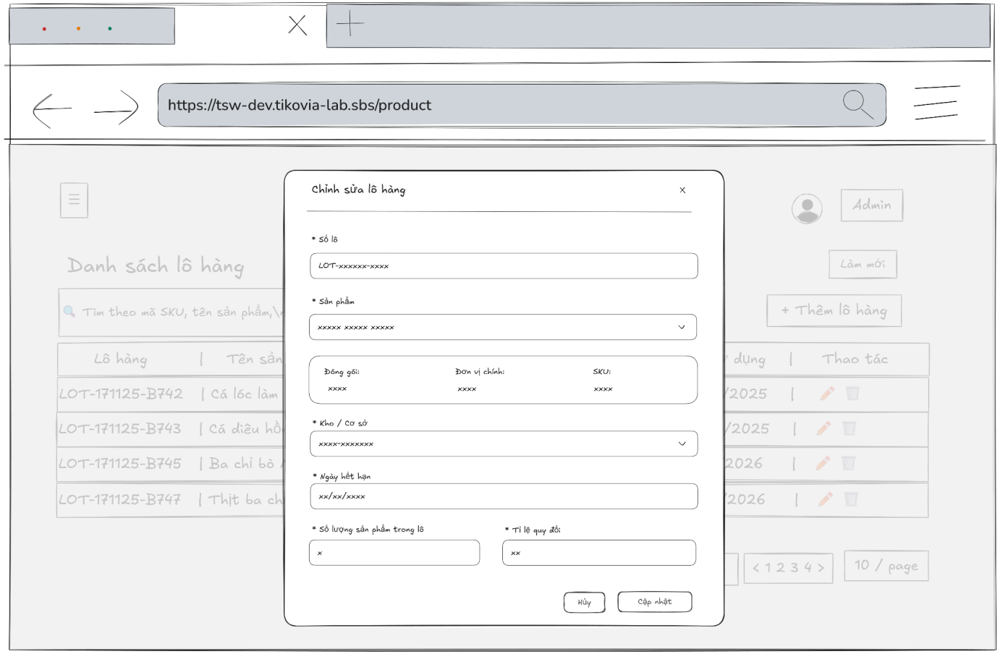 https://tsw-dev.tikovia-lab.sbs/product
Chỉnh sửa lô hàng x
Admin
Danh sách lô hàng
Làm mới
Tìm theo mã SKU, tên sản phẩm,\
+ Thêm lô hàng
Lô hàng | Tên sản
dụng | Thao tác
LOT-171125-B742 | Cá lóc làm
/2025 |
LOT-171125-B743 | Cá diêu hồ
/2025 |
LOT-171125-B745 | Ba chỉ bò
2026 |
LOT-171125-B747 | Thịt ba ch
/2026 |
< 1 2 3 4 >
10 / page
* Số lô
LOT-xxxxxx-xxxx
* Sản phẩm
xxxxx xxxxx xxxxx
Đóng gói: Đơn vị chính: SKU:
xxxx xxxx xxxx
* Kho / Cơ sở
xxxx-xxxxxxx
* Ngày hết hạn
xx/xx/xxxx
* Số lượng sản phẩm trong lô * Tỉ lệ quy đổi
x xx
Hủy Cập nhật